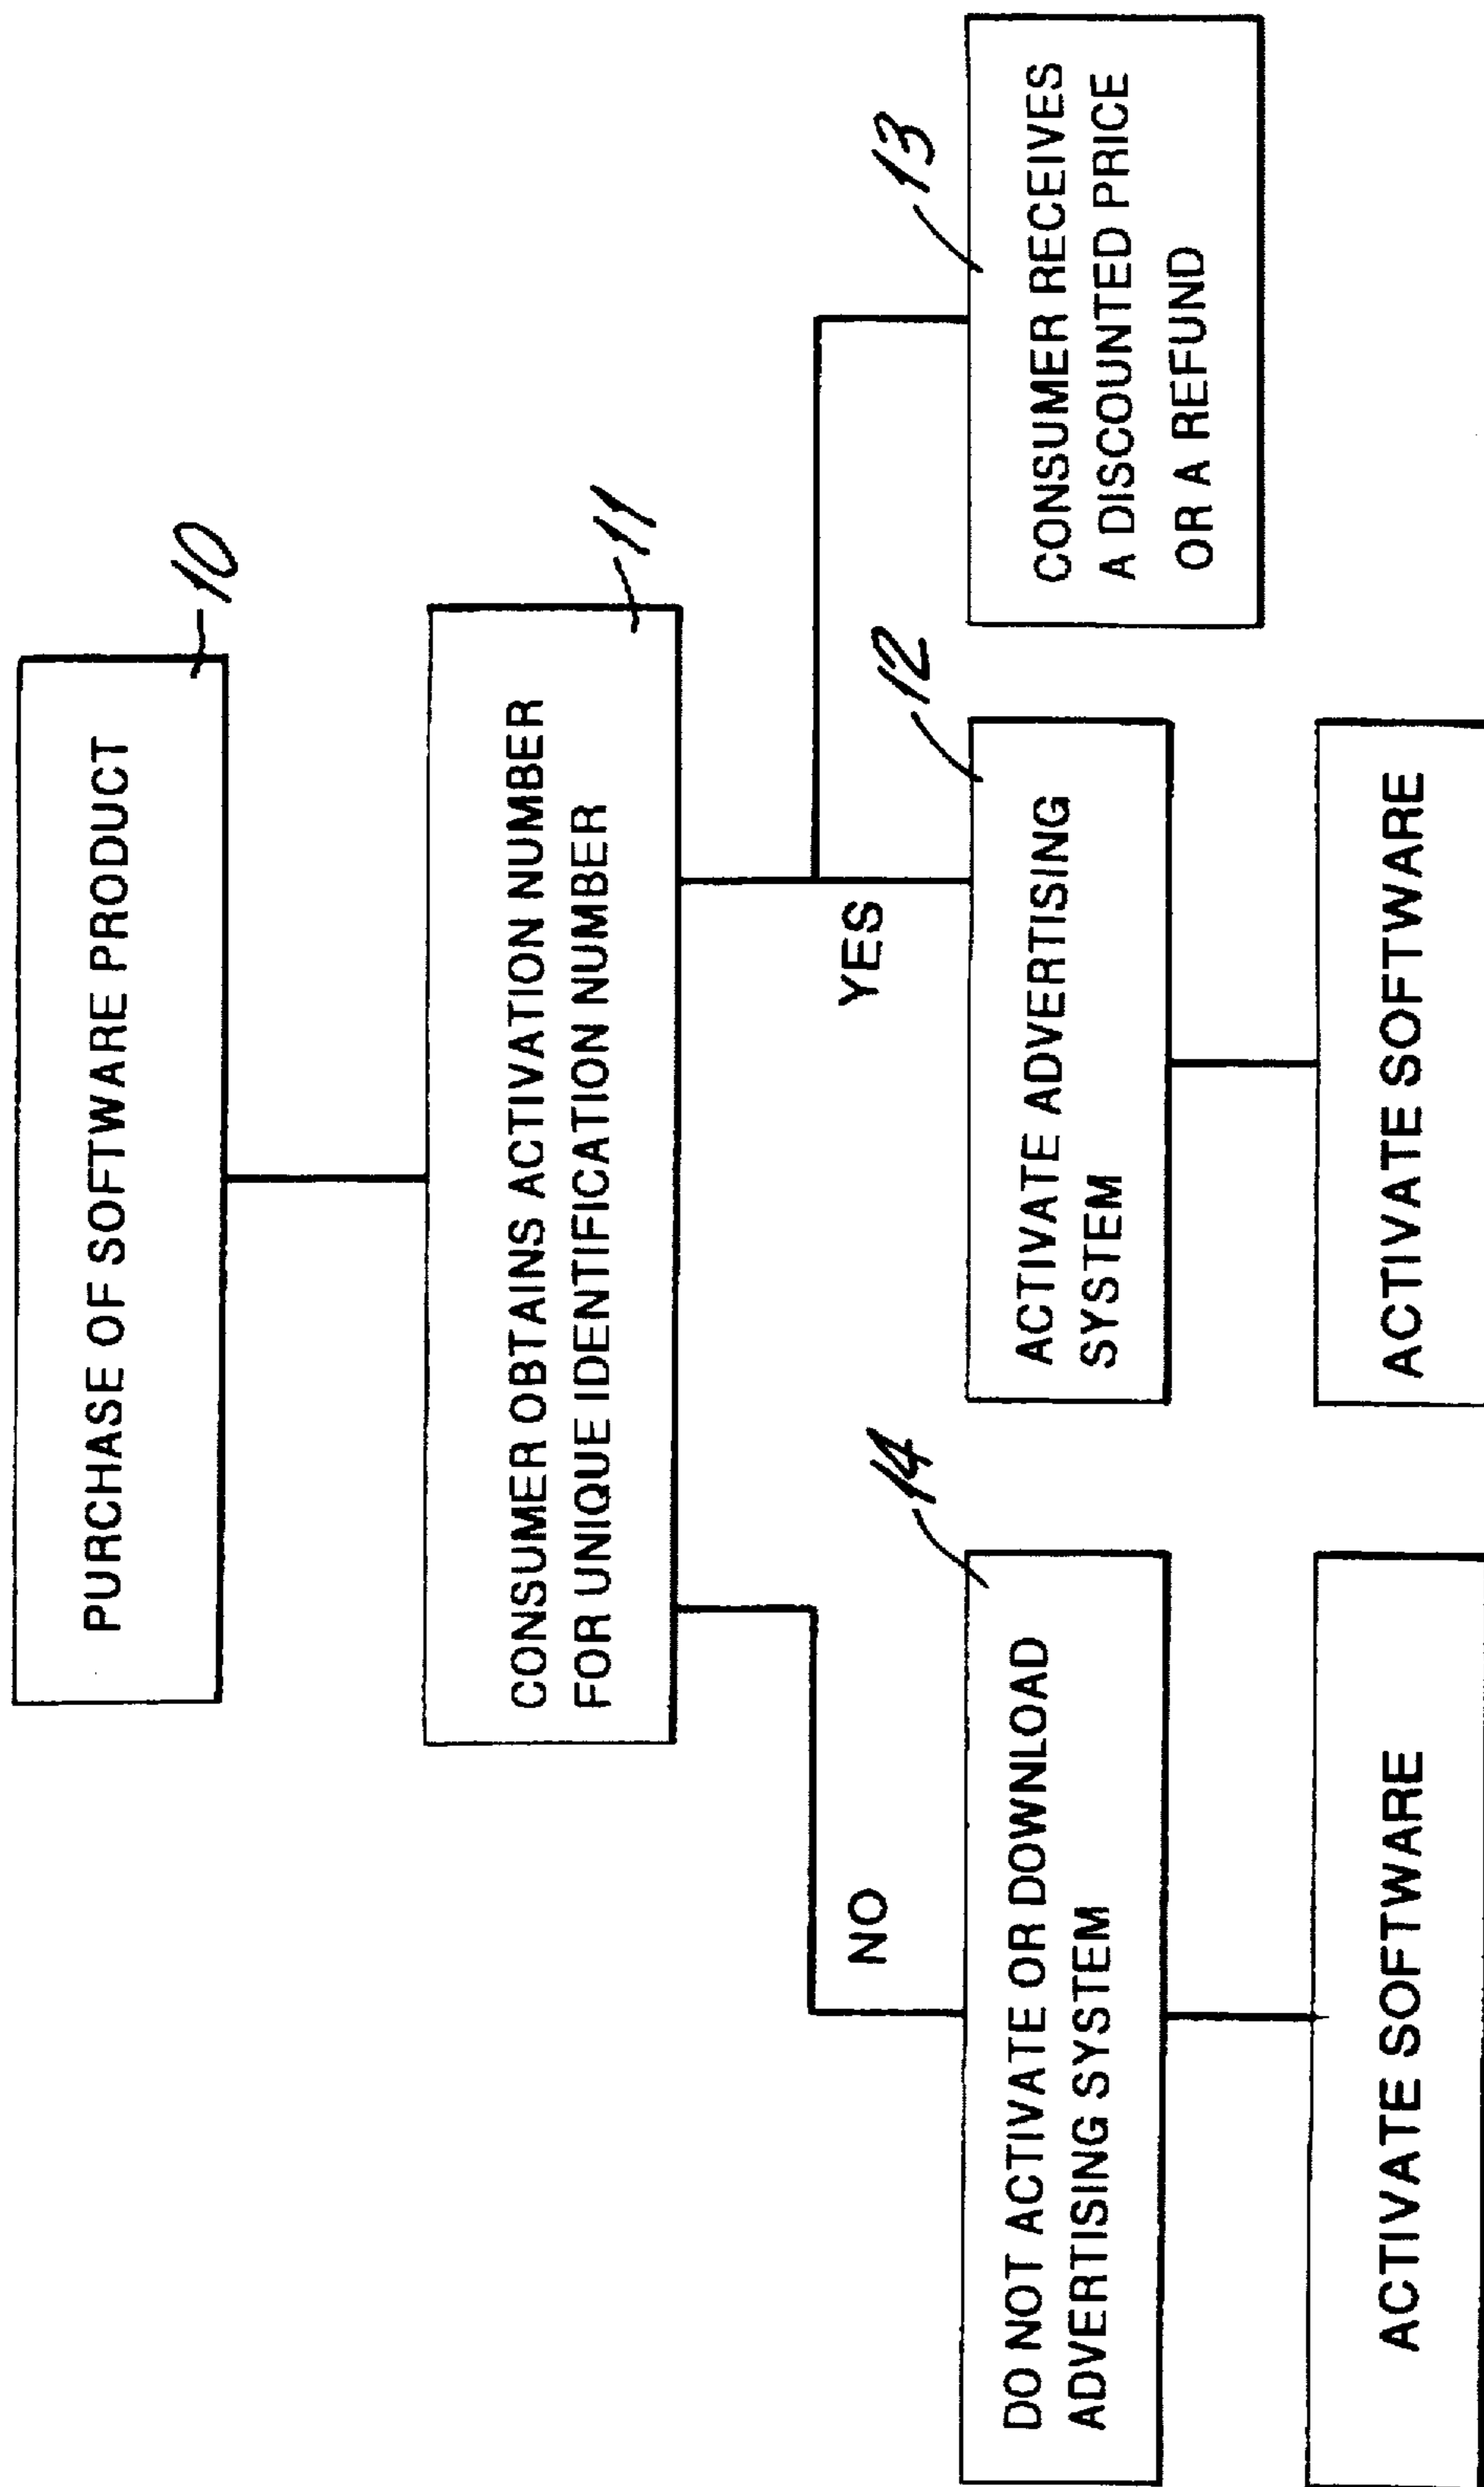 PURCHASE OF SOFTWARE PRODUCT
10
CONSUMER OBTAINS ACTIVATION NUMBER
FOR UNIQUE IDENTIFICATION NUMBER
11
NO
YES
14
DO NOT ACTIVATE OR DOWNLOAD
ADVERTISING SYSTEM
12
ACTIVATE ADVERTISING
SYSTEM
13
CONSUMER RECEIVES
A DISCOUNTED PRICE
OR A REFUND
ACTIVATE SOFTWARE
ACTIVATE SOFTWARE